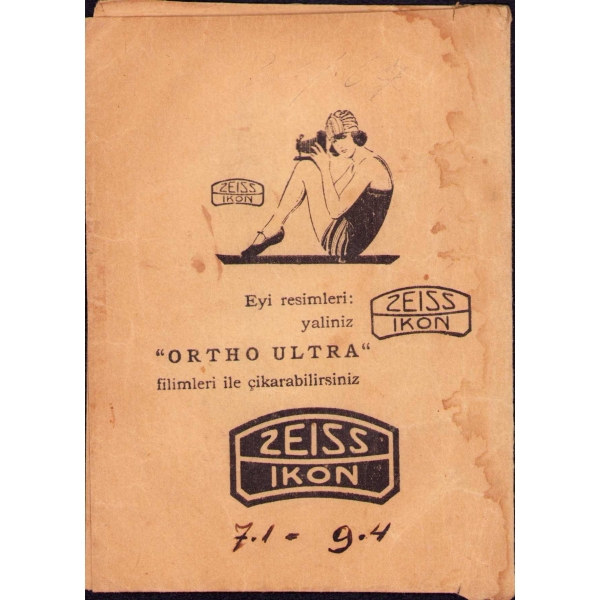 ZEISS
IKON
Eyi resimleri:
yaliniz
"ORTHO ULTRA"
filimleri ile çikarabilirsiniz
ZEISS
IKON
ZEISS
IKON
7.1 = 9.4